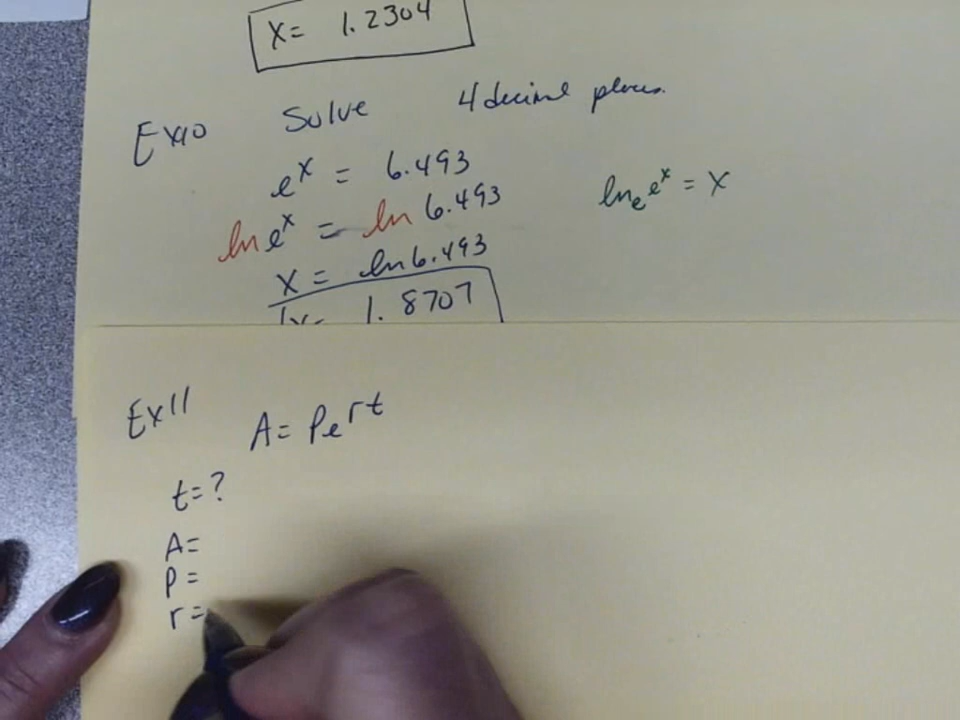 x = 1.2304
Ex10 Solve 4 decimal places.
e^x = 6.493
ln e^x = ln 6.493 ln_e e^x = x
x = ln 6.493
x = 1.8707
Ex11 A = Pe^rt
t = ?
A =
P =
r =